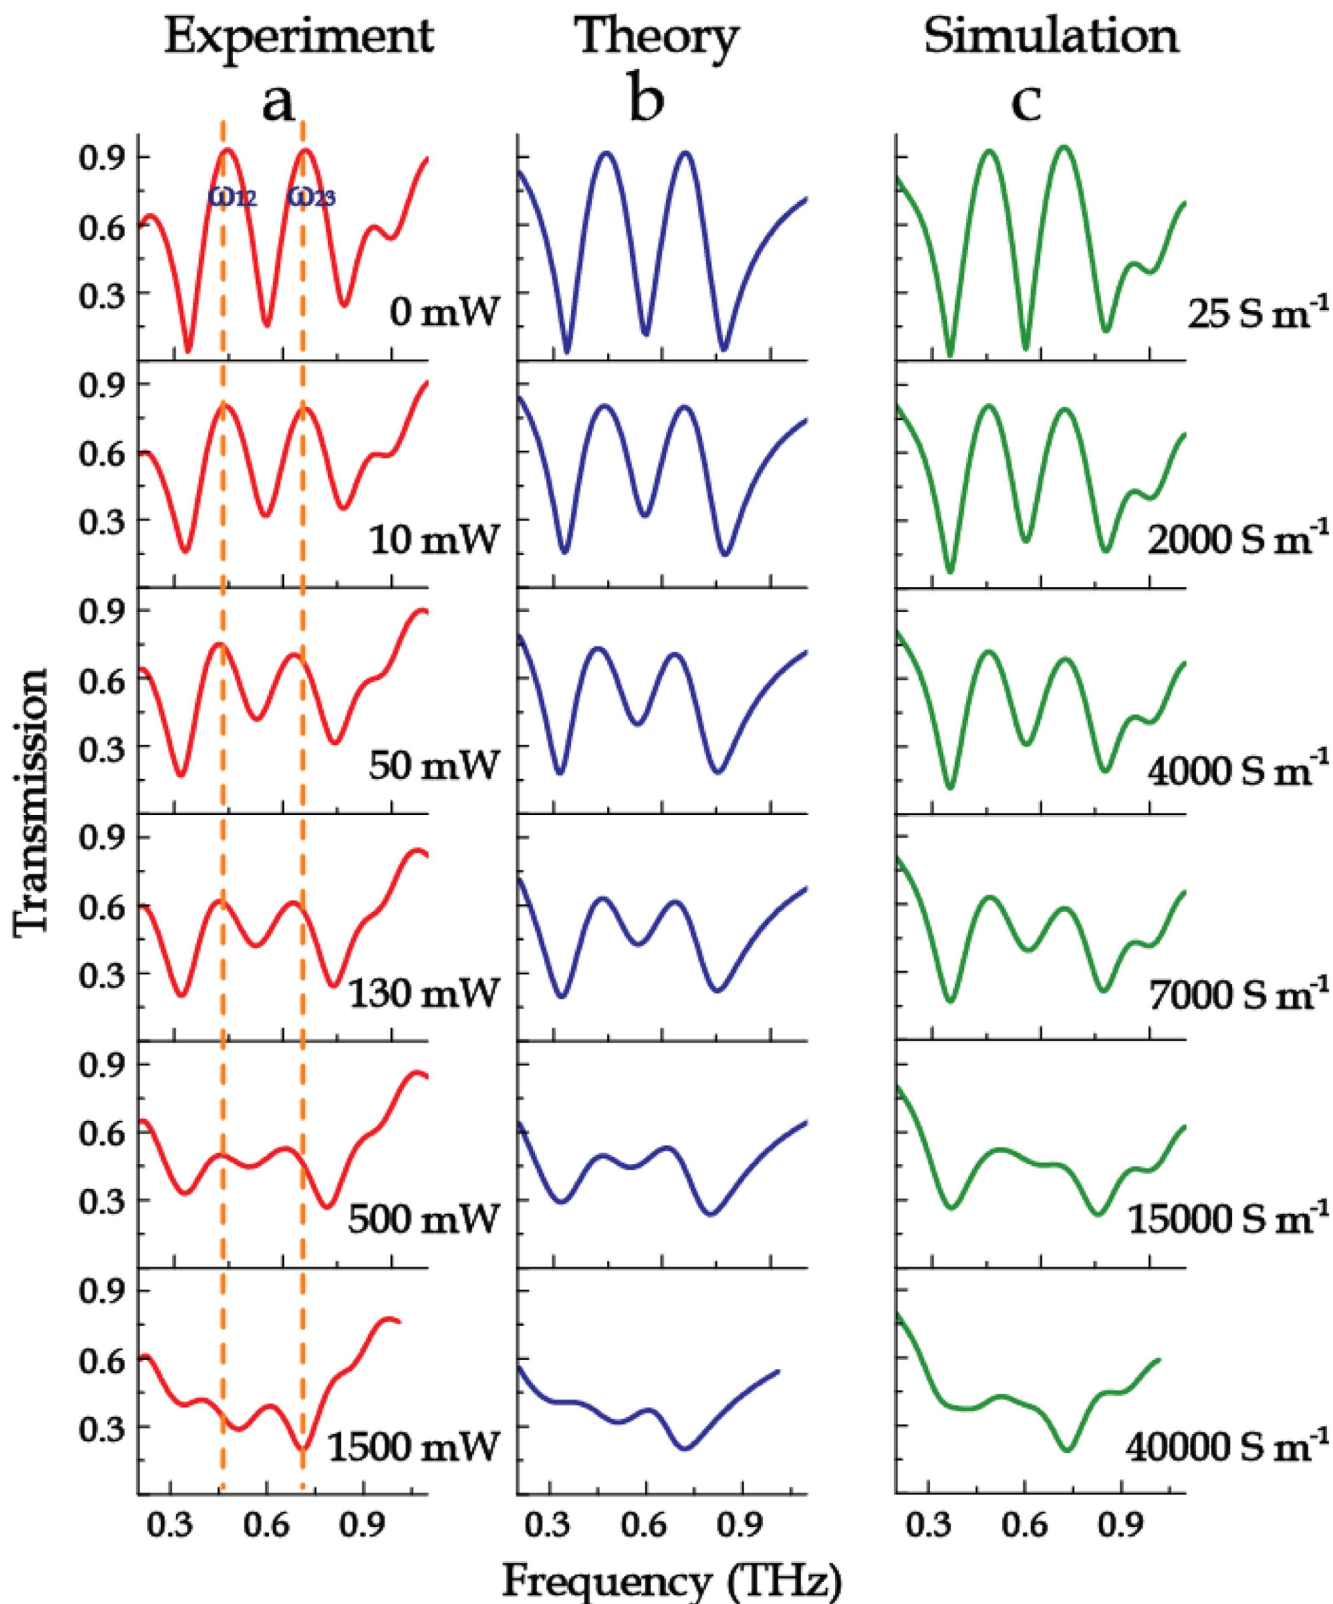 Experiment Theory Simulation
a b c
0.9
ω12 ω23
0.6
0.3
0 mW 25 S m-1
0.9
0.6
0.3
10 mW 2000 S m-1
0.9
0.6
0.3
50 mW 4000 S m-1
0.9
0.6
0.3
130 mW 7000 S m-1
0.9
0.6
0.3
500 mW 15000 S m-1
0.9
0.6
0.3
1500 mW 40000 S m-1
0.3 0.6 0.9 0.3 0.6 0.9 0.3 0.6 0.9
Frequency (THz)
Transmission